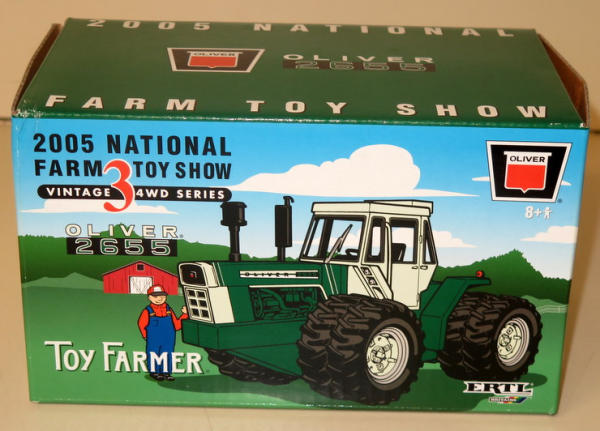 2005 NATIONAL
OLIVER
OLIVER
2655
FARM TOY SHOW
2005 NATIONAL
FARM 3 TOY SHOW
VINTAGE 4WD SERIES
OLIVER
OLIVER
2655
8+
OLIVER
TOY FARMER
ERTL